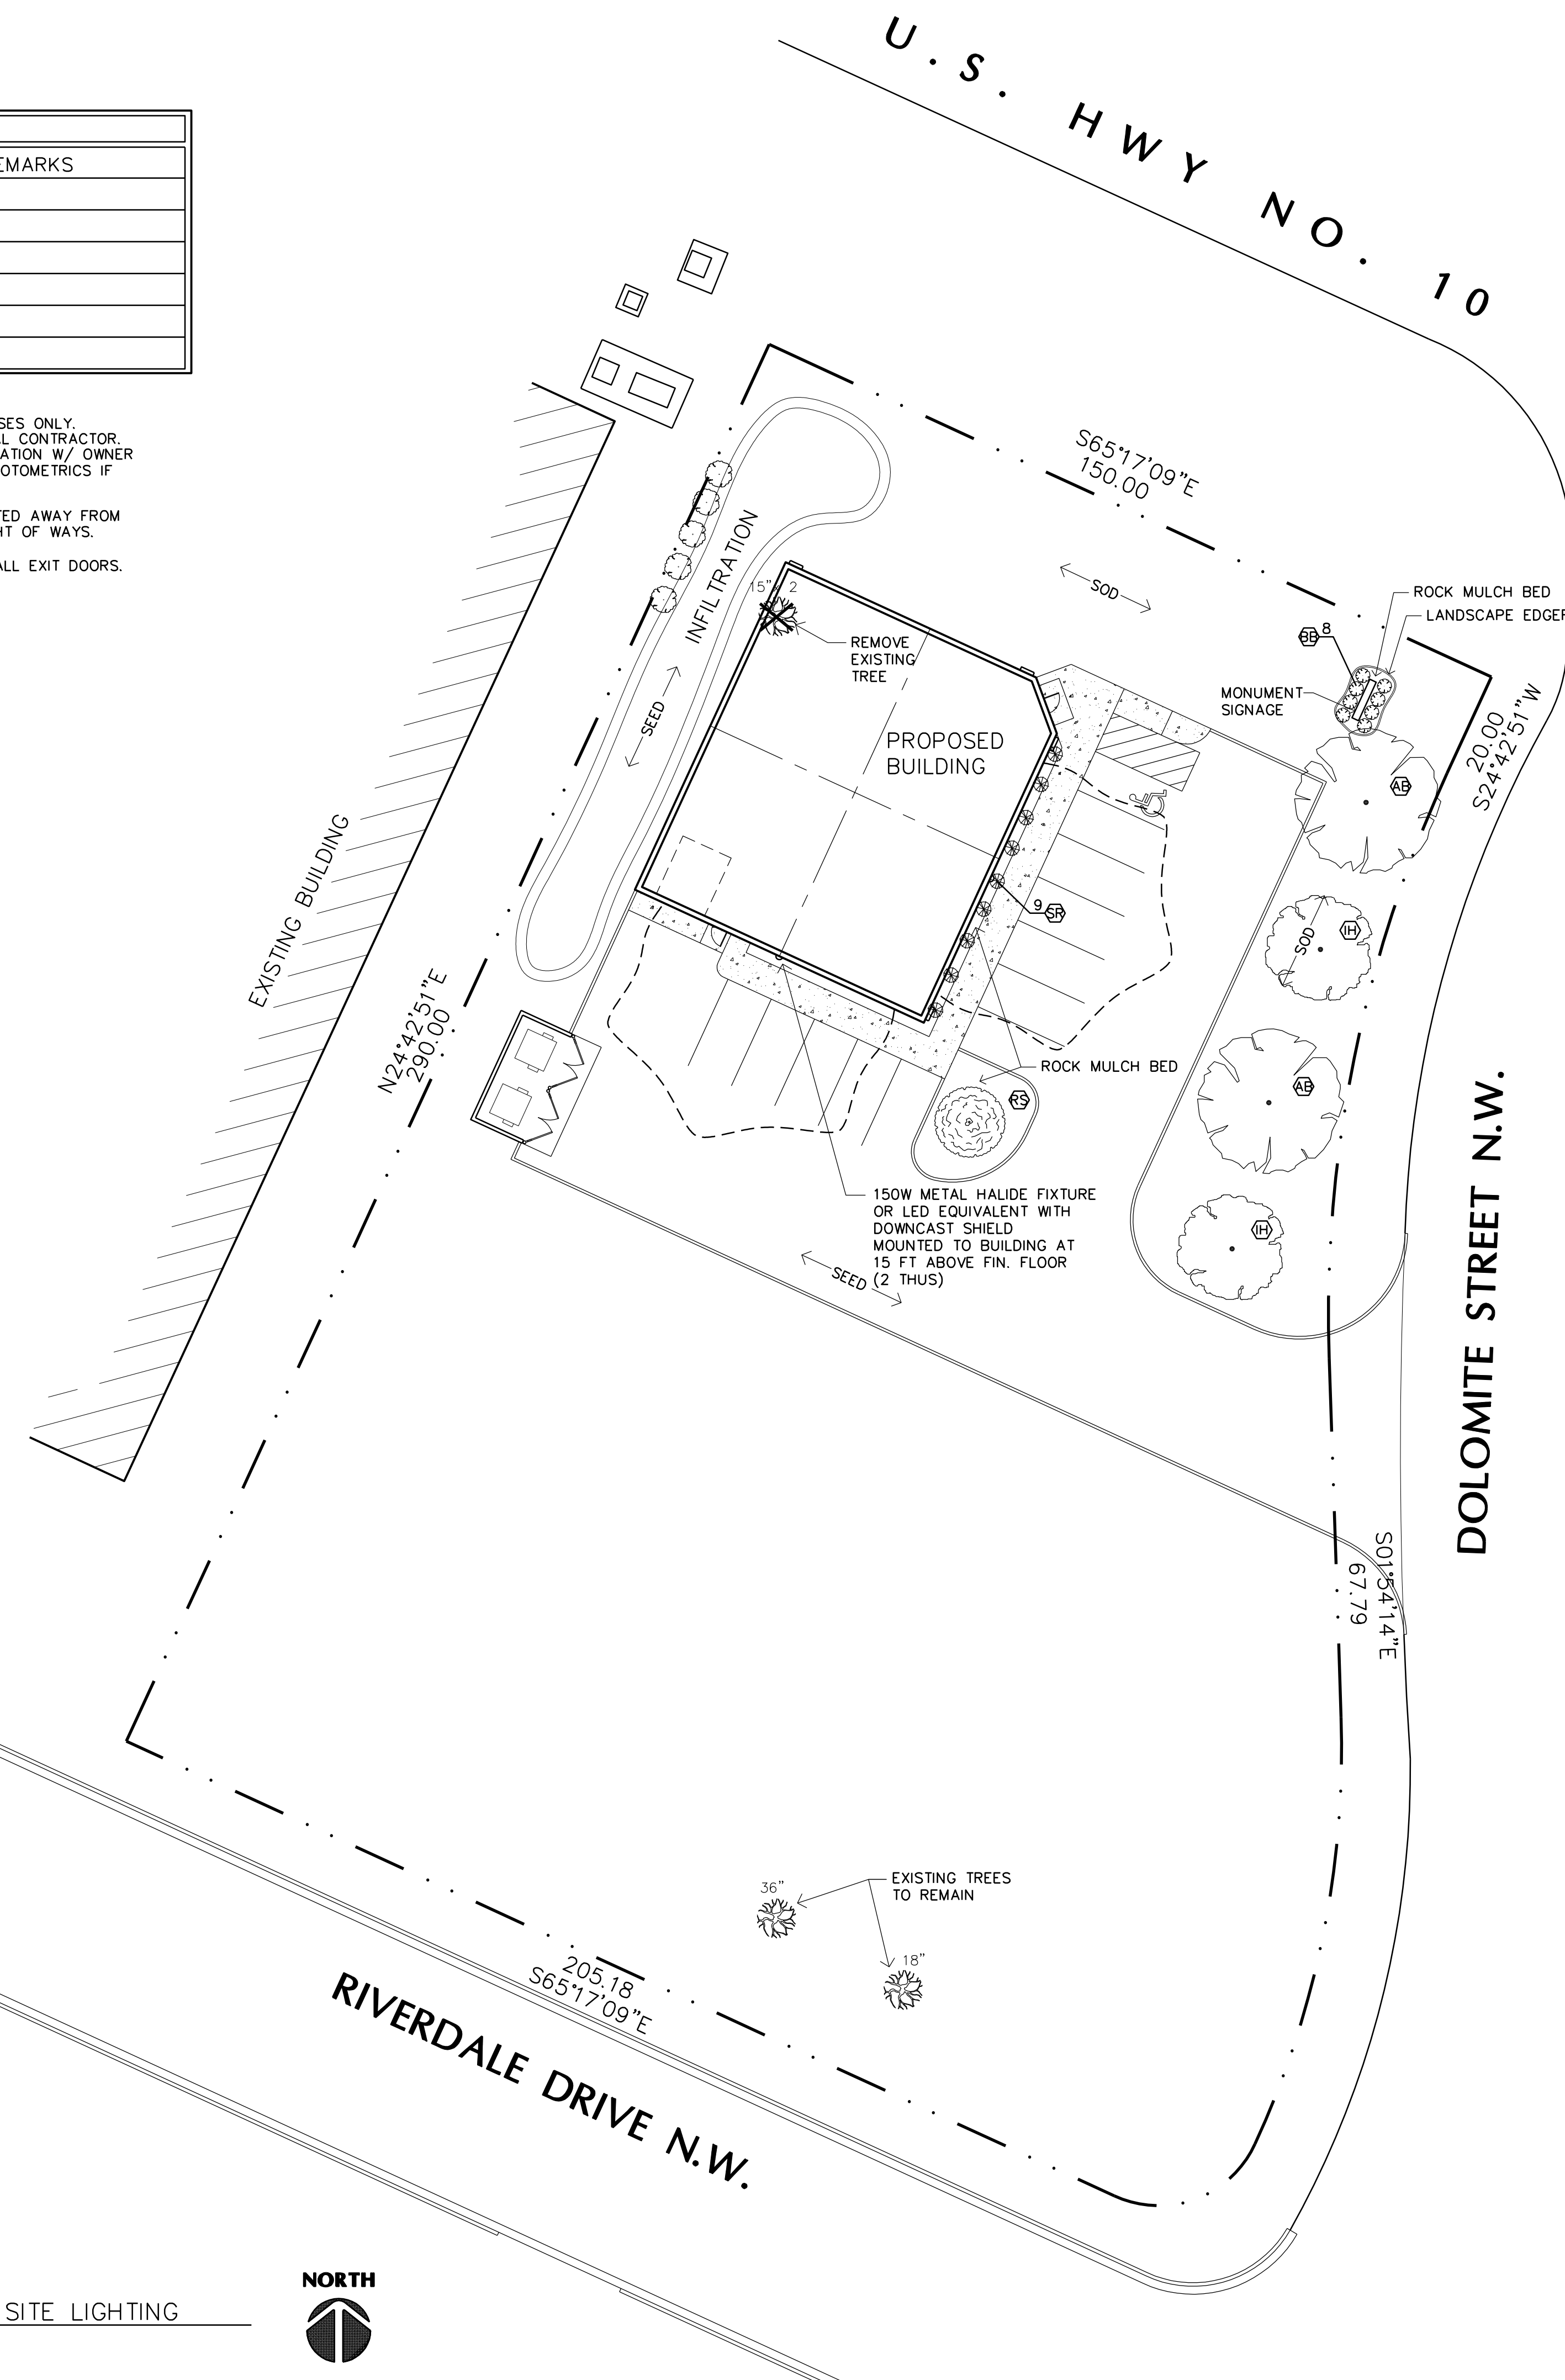 U.S. HWY NO. 10
EMARKS
SES ONLY.
L CONTRACTOR.
ATION W/ OWNER
OTOMETRICS IF
TED AWAY FROM
HT OF WAYS.
ALL EXIT DOORS.
S65°17'09"E
150.00
INFILTRATION
SOD
ROCK MULCH BED
LANDSCAPE EDGER
BB 8
15" 2
REMOVE
EXISTING
TREE
MONUMENT
SIGNAGE
20.00
S24°42'51"W
SEED
PROPOSED
BUILDING
AB
EXISTING BUILDING
9 SR
SOD
IH
N24°42'51"E
290.00
ROCK MULCH BED
RS
AB
150W METAL HALIDE FIXTURE
OR LED EQUIVALENT WITH
DOWNCAST SHIELD
MOUNTED TO BUILDING AT
15 FT ABOVE FIN. FLOOR
(2 THUS)
IH
SEED
DOLOMITE STREET N.W.
S01°54'14"E
67.79
EXISTING TREES
TO REMAIN
36"
18"
205.18
S65°17'09"E
RIVERDALE DRIVE N.W.
NORTH
SITE LIGHTING